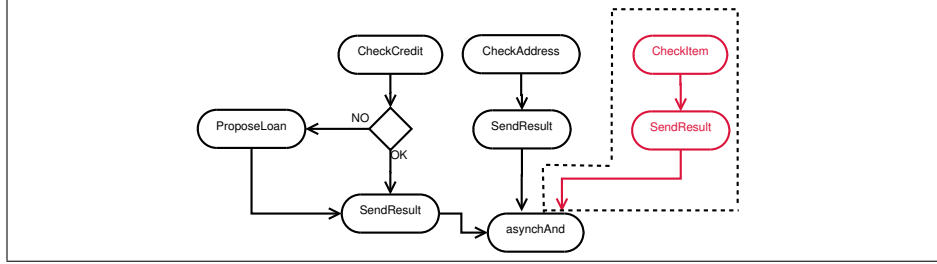 CheckCredit
CheckAddress
CheckItem
ProposeLoan
NO
SendResult
SendResult
OK
SendResult
asynchAnd